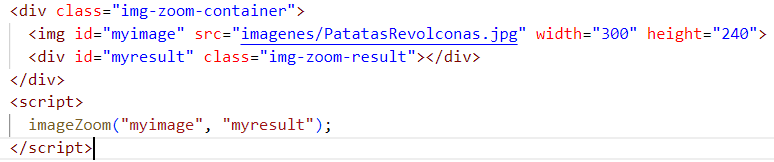 <div class="img-zoom-container">
<img id="myimage" src="imagenes/PatatasRevolconas.jpg" width="300" height="240">
<div id="myresult" class="img-zoom-result"></div>
</div>
<script>
imageZoom("myimage", "myresult");
</script>